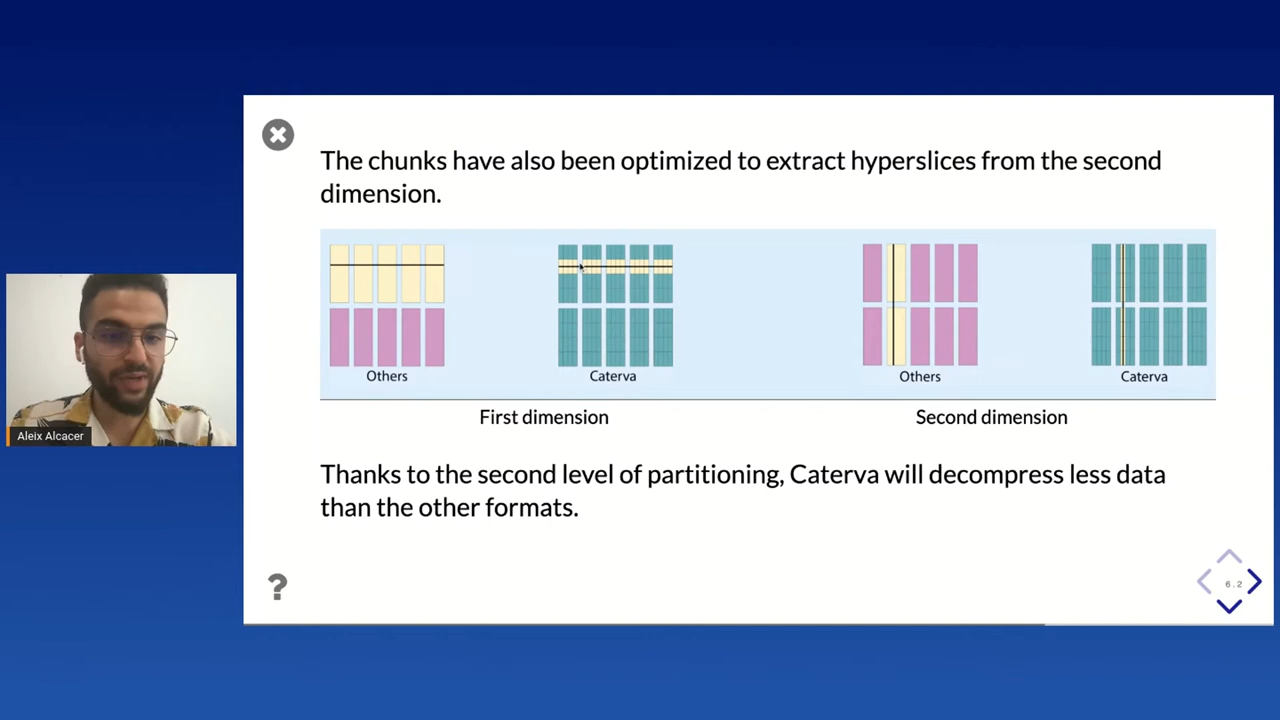 The chunks have also been optimized to extract hyperslices from the second
dimension.
Others
Caterva
Others
Caterva
First dimension
Second dimension
Thanks to the second level of partitioning, Caterva will decompress less data
than the other formats.
Aleix Alcacer
?
6.2